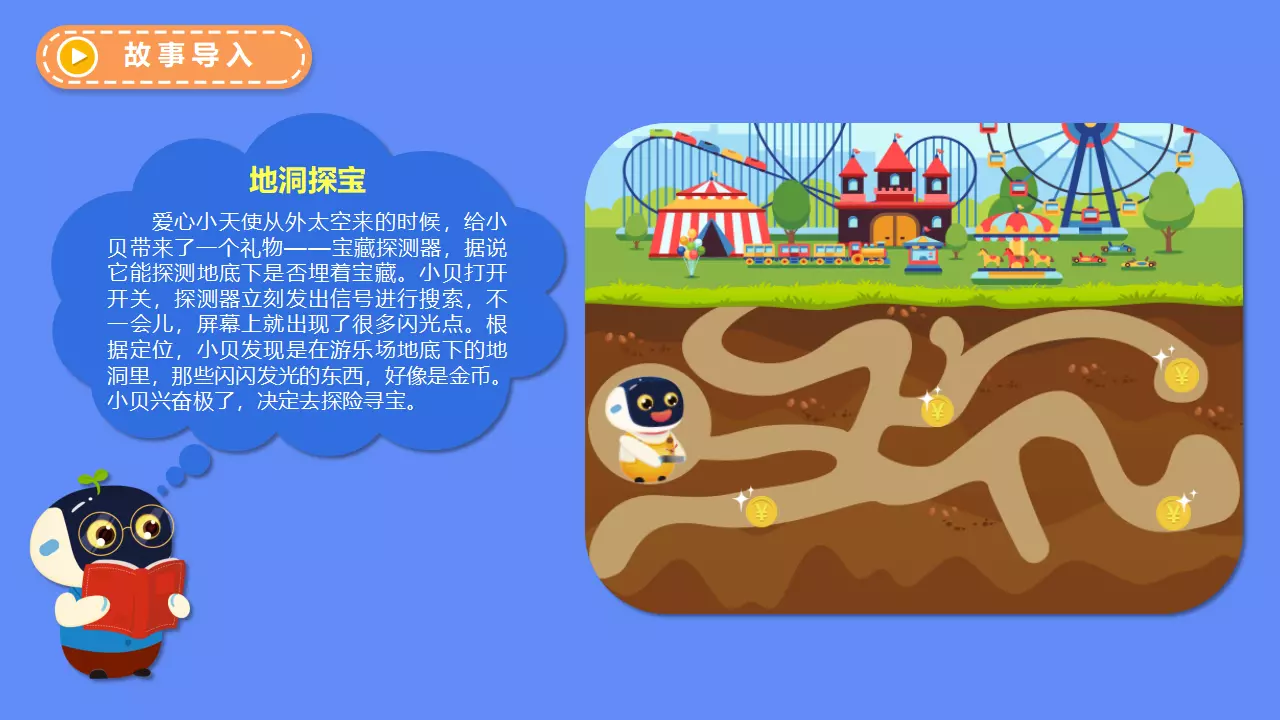 故事导入
地洞探宝
爱心小天使从外太空来的时候，给小
贝带来了一个礼物——宝藏探测器，据说
它能探测地底下是否埋着宝藏。小贝打开
开关，探测器立刻发出信号进行搜索，不
一会儿，屏幕上就出现了很多闪光点。根
据定位，小贝发现是在游乐场地底下的地
洞里，那些闪闪发光的东西，好像是金币。
小贝兴奋极了，决定去探险寻宝。
¥
¥
¥
¥